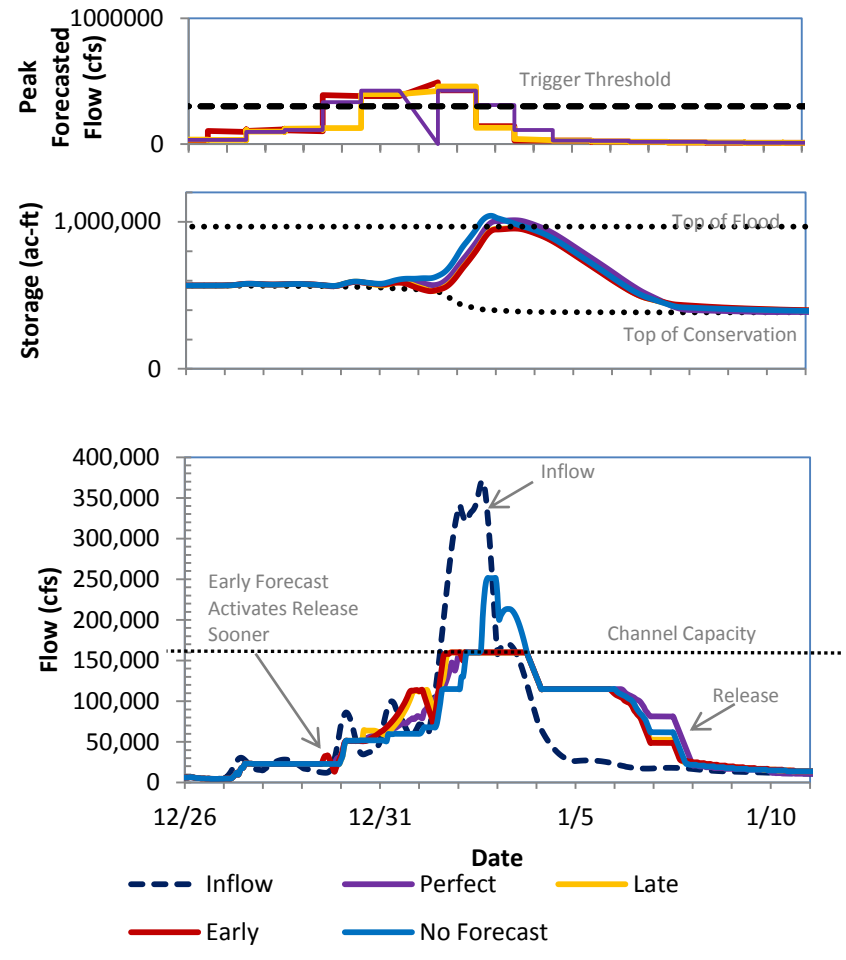 1000000
Peak
Forecasted
Flow (cfs)
Trigger Threshold
0
Storage (ac-ft)
1,000,000
Top of Flood
Top of Conservation
0
400,000
350,000
300,000
250,000
200,000
150,000
100,000
50,000
0
Flow (cfs)
Inflow
Early Forecast
Activates Release
Sooner
Channel Capacity
Release
12/26
12/31
1/5
1/10
Date
Inflow
Perfect
Late
Early
No Forecast